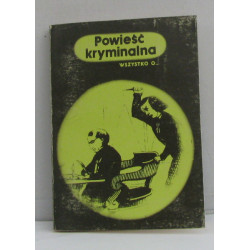 Powieść
kryminalna
WSZYSTKO O...